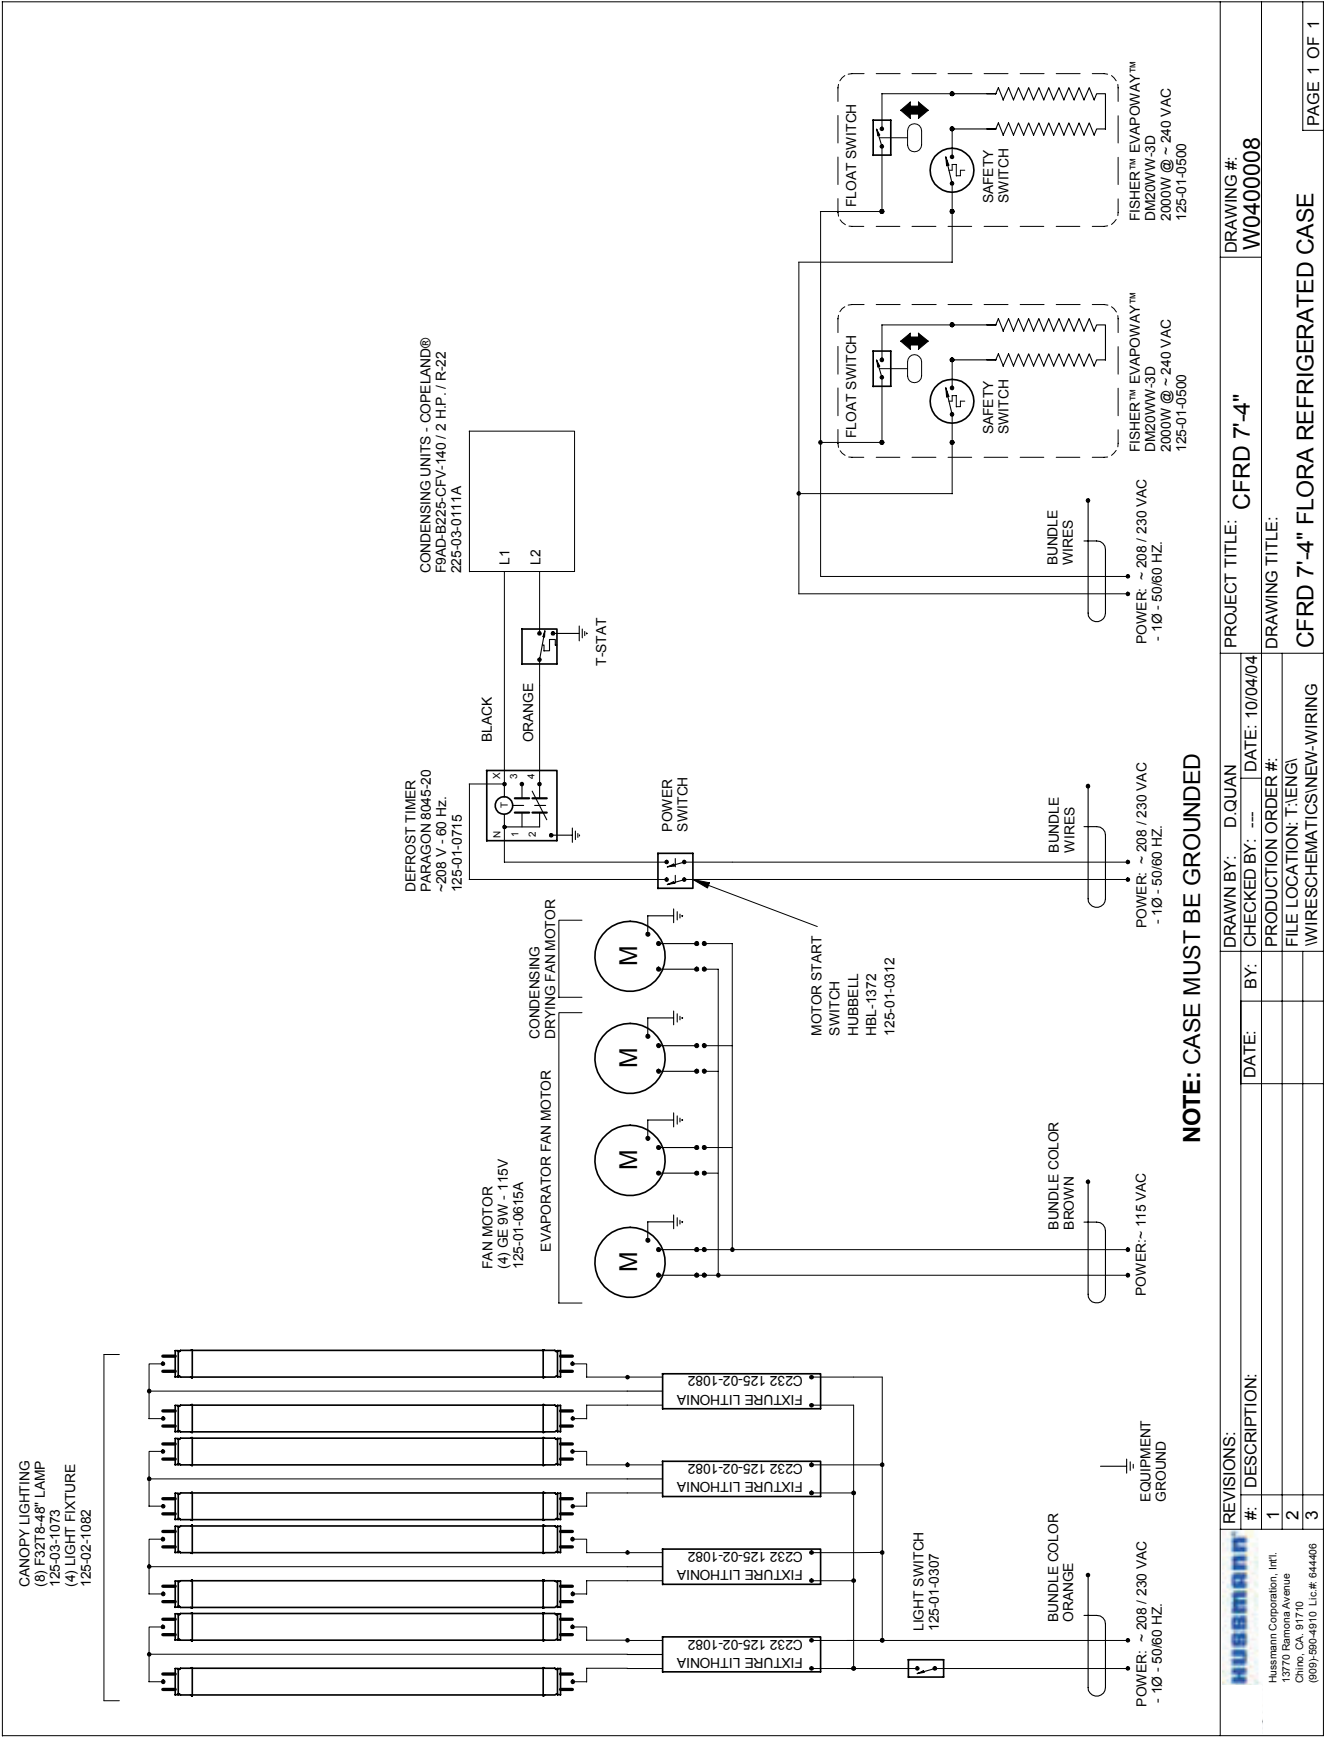 CANOPY LIGHTING
(8) F32T8-48" LAMP
125-03-1073
(4) LIGHT FIXTURE
125-02-1082
FIXTURE LITHONIA
C232 125-02-1082
FIXTURE LITHONIA
C232 125-02-1082
FIXTURE LITHONIA
C232 125-02-1082
FIXTURE LITHONIA
C232 125-02-1082
LIGHT SWITCH
125-01-0307
BUNDLE COLOR
ORANGE
POWER: ~ 208 / 230 VAC
- 1Ø - 50/60 HZ.
EQUIPMENT
GROUND
FAN MOTOR
(4) GE 9W - 115V
125-01-0615A
EVAPORATOR FAN MOTOR
CONDENSING
DRYING FAN MOTOR
M
M
M
M
BUNDLE COLOR
BROWN
POWER:~ 115 VAC
DEFROST TIMER
PARAGON 8045-20
~208 V - 60 Hz.
125-01-0715
N
1
2
T
X
3
4
BLACK
ORANGE
POWER
SWITCH
MOTOR START
SWITCH
HUBBELL
HBL-1372
125-01-0312
T-STAT
CONDENSING UNITS - COPELAND®
F9AD-B225-CFV-140 / 2 H.P. / R-22
225-03-0111A
L1
L2
BUNDLE
WIRES
POWER: ~ 208 / 230 VAC
- 1Ø - 50/60 HZ.
FLOAT SWITCH
SAFETY
SWITCH
FISHER™ EVAPOWAY™
DM20WW-3D
2000W @ ~ 240 VAC
125-01-0500
FLOAT SWITCH
SAFETY
SWITCH
FISHER™ EVAPOWAY™
DM20WW-3D
2000W @ ~ 240 VAC
125-01-0500
BUNDLE
WIRES
POWER: ~ 208 / 230 VAC
- 1Ø - 50/60 HZ.
NOTE: CASE MUST BE GROUNDED
HUSSMANN
Hussmann Corporation, Int'l.
13770 Ramona Avenue
Chino, CA. 91710
(909)-590-4910 Lic.#: 644406
REVISIONS:
#: DESCRIPTION: DATE: BY:
1
2
3
DRAWN BY: D.QUAN
CHECKED BY: --- DATE: 10/04/04
PRODUCTION ORDER #:
FILE LOCATION: T:\ENG\
\WIRESCHEMATICS\NEW-WIRING
PROJECT TITLE:
CFRD 7'-4"
DRAWING #:
W0400008
DRAWING TITLE:
CFRD 7'-4" FLORA REFRIGERATED CASE
PAGE 1 OF 1